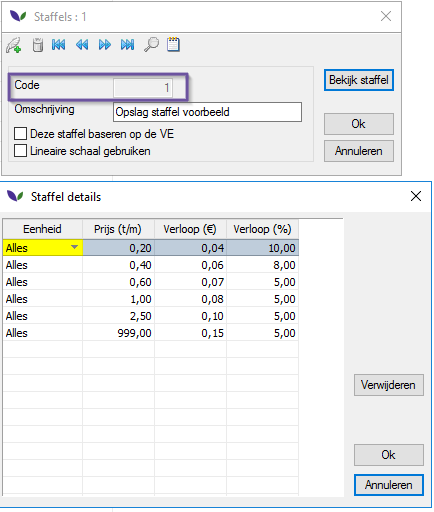 Staffels : 1
Code
1
Bekijk staffel
Omschrijving
Opslag staffel voorbeeld
Deze staffel baseren op de VE
Ok
Lineaire schaal gebruiken
Annuleren
Staffel details
Eenheid Prijs (t/m) Verloop (€) Verloop (%)
Alles 0,20 0,04 10,00
Alles 0,40 0,06 8,00
Alles 0,60 0,07 5,00
Alles 1,00 0,08 5,00
Alles 2,50 0,10 5,00
Alles 999,00 0,15 5,00
Verwijderen
Ok
Annuleren